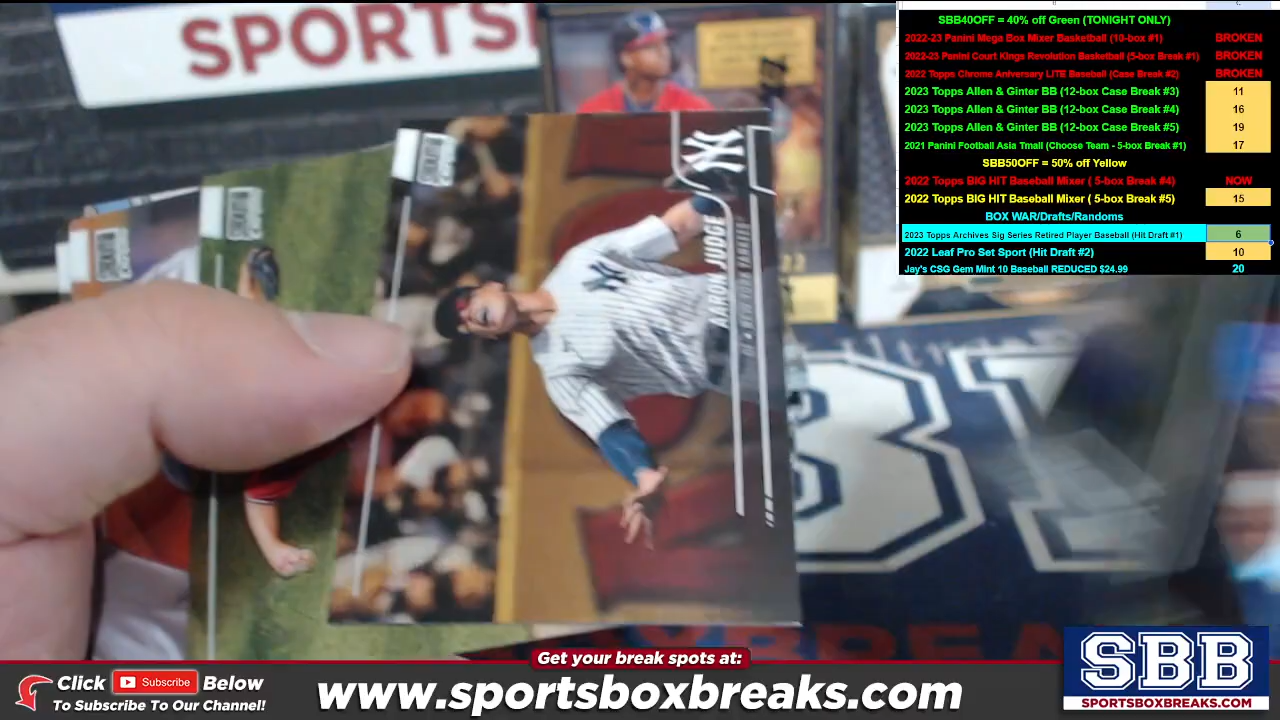 SPORTS
SBB40OFF = 40% off Green (TONIGHT ONLY)
2022-23 Panini Mega Box Mixer Basketball (10-box #1) BROKEN
2022-23 Panini Court Kings Revolution Basketball (5-box Break #1) BROKEN
2022 Topps Chrome Aniversary LITE Baseball (Case Break #2) BROKEN
2023 Topps Allen & Ginter BB (12-box Case Break #3) 11
2023 Topps Allen & Ginter BB (12-box Case Break #4) 16
2023 Topps Allen & Ginter BB (12-box Case Break #5) 19
2021 Panini Football Asia Tmall (Choose Team - 5-box Break #1) 17
SBB50OFF = 50% off Yellow
2022 Topps BIG HIT Baseball Mixer ( 5-box Break #4) NOW
2022 Topps BIG HIT Baseball Mixer ( 5-box Break #5) 15
BOX WAR/Drafts/Randoms
2023 Topps Archives Sig Series Retired Player Baseball (Hit Draft #1) 6
2022 Leaf Pro Set Sport (Hit Draft #2) 10
Jay's CSG Gem Mint 10 Baseball REDUCED $24.99 20
NY
AARON JUDGE
NEW YORK YANKEES
Get your break spots at:
Click Subscribe Below
To Subscribe To Our Channel!
www.sportsboxbreaks.com
SBB
SPORTSBOXBREAKS.COM